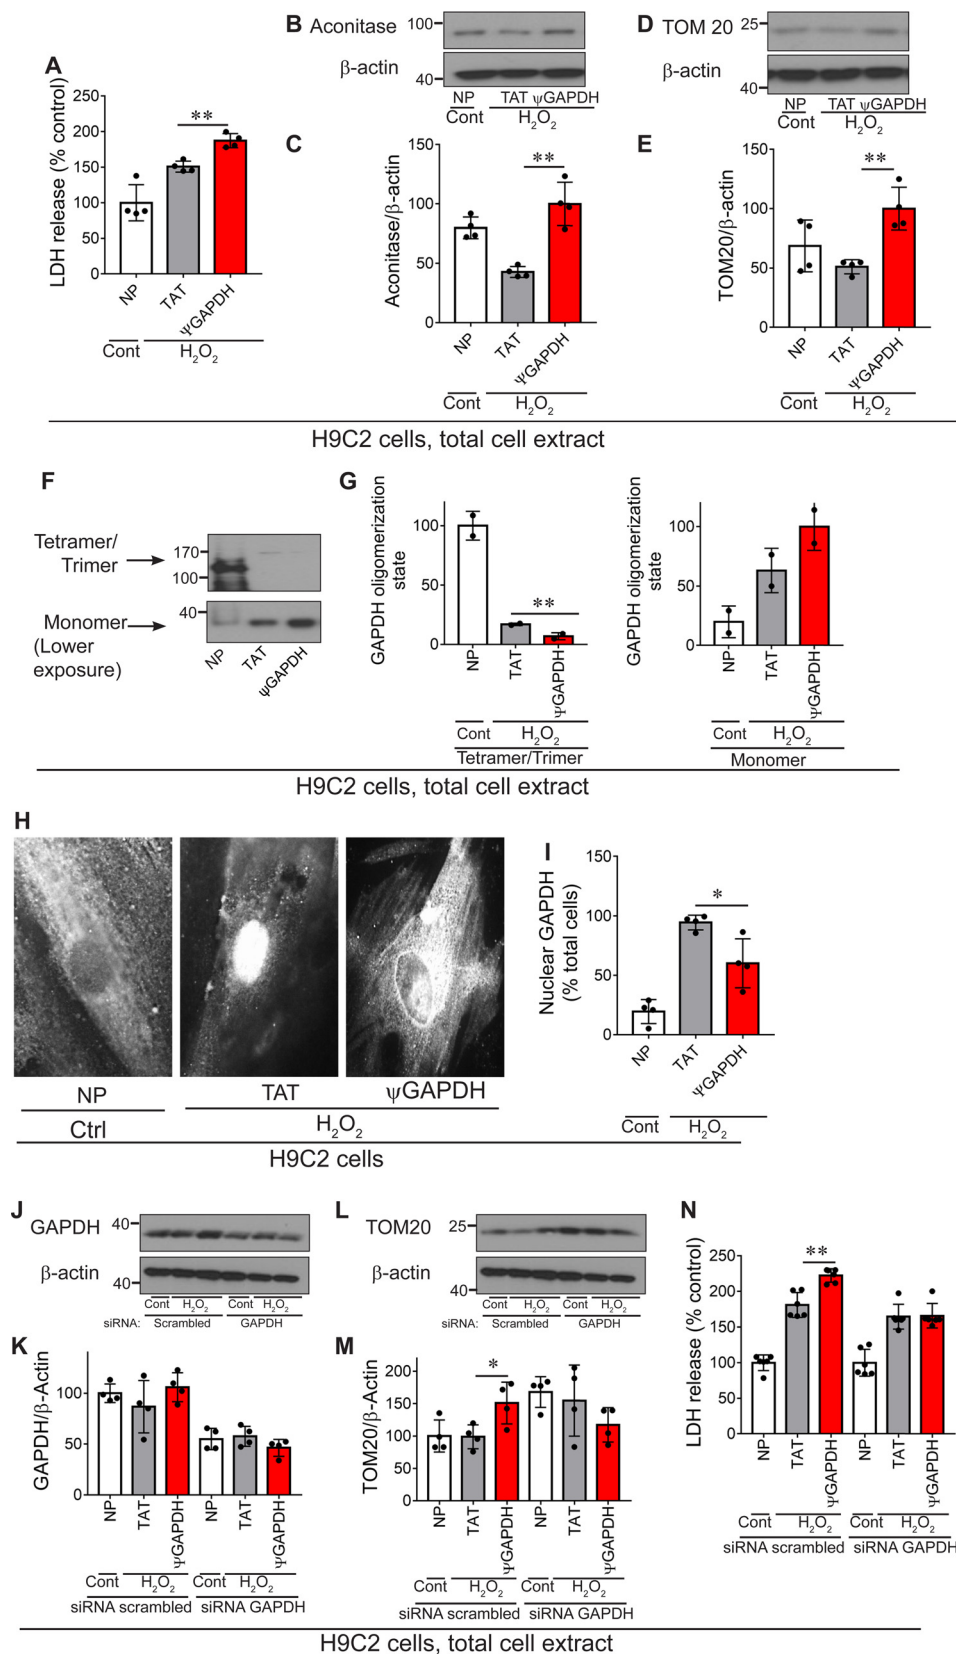 A
LDH release (% control)
250
200
150
100
50
0
**
NP
TAT
ΨGAPDH
Cont
H2O2
B
Aconitase
100
β-actin
40
NP
TAT ψGAPDH
Cont
H2O2
C
Aconitase/β-actin
150
100
50
0
**
NP
TAT
ΨGAPDH
Cont
H2O2
D
TOM 20
25
β-actin
40
NP
TAT ψGAPDH
Cont
H2O2
E
TOM20/β-actin
150
100
50
0
**
NP
TAT
ΨGAPDH
Cont
H2O2
H9C2 cells, total cell extract
F
Tetramer/
Trimer
170
100
Monomer
(Lower
exposure)
40
NP
TAT
ψGAPDH
G
GAPDH oligomerization
state
100
50
0
**
NP
TAT
ΨGAPDH
Cont
H2O2
Tetetramer/Trimer
GAPDH oligomerization
state
100
50
0
NP
TAT
ΨGAPDH
Cont
H2O2
Monomer
H9C2 cells, total cell extract
H
NP
TAT
ψGAPDH
Ctrl
H2O2
H9C2 cells
I
Nuclear GAPDH
(% total cells)
150
100
50
0
*
NP
TAT
ΨGAPDH
Cont
H2O2
J
GAPDH
40
β-actin
40
Cont H2O2 Cont H2O2
siRNA: Scrambled GAPDH
K
GAPDH/β-Actin
100
50
0
NP
TAT
ΨGAPDH
NP
TAT
ΨGAPDH
Cont H2O2 Cont H2O2
siRNA scrambled siRNA GAPDH
L
TOM20
25
β-actin
40
Cont H2O2 Cont H2O2
siRNA: Scrambled GAPDH
M
TOM20/β-Actin
200
150
100
50
0
*
NP
TAT
ΨGAPDH
NP
TAT
ΨGAPDH
Cont H2O2 Cont H2O2
siRNA scrambled siRNA GAPDH
N
LDH release (% control)
250
200
150
100
50
0
**
NP
TAT
ΨGAPDH
NP
TAT
ΨGAPDH
Cont H2O2 Cont H2O2
siRNA scrambled siRNA GAPDH
H9C2 cells, total cell extract